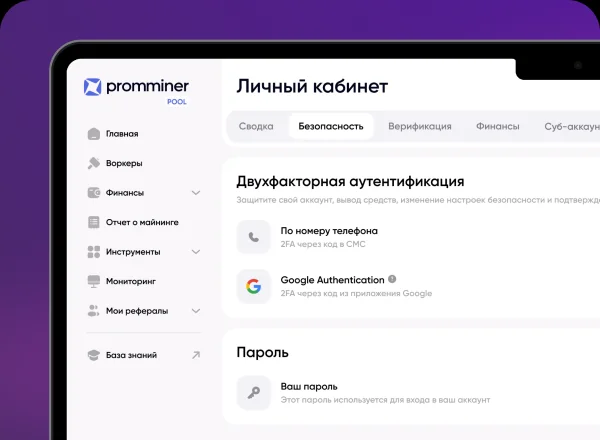 promminer
POOL
Главная
Воркеры
Финансы
Отчет о майнинге
Инструменты
Мониторинг
Мои рефералы
База знаний
Личный кабинет
Сводка Безопасность Верификация Финансы Суб-аккаун
Двухфакторная аутентификация
Защитите свой аккаунт, вывод средств, изменение настроек безопасности и подтвержде
По номеру телефона
2FA через код в СМС
Google Authentication ?
2FA через код из приложения Google
Пароль
Ваш пароль
Этот пароль используется для входа в ваш аккаунт